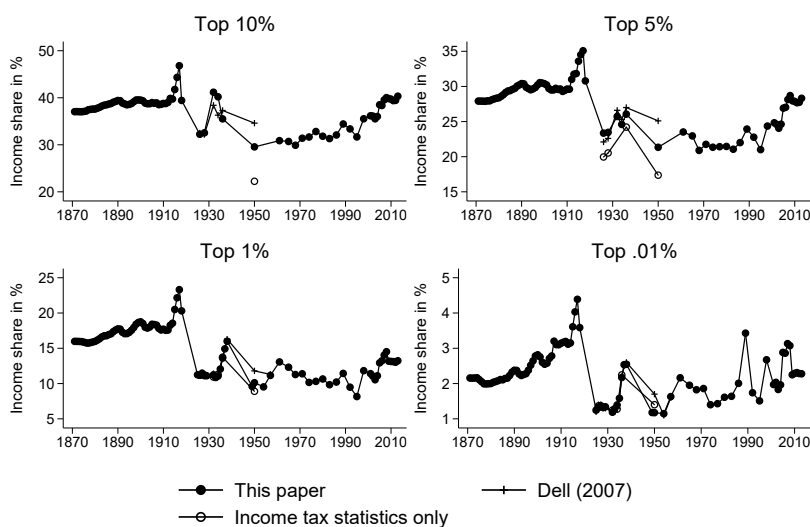 Top 10%
Income share in %
50
40
30
20
1870 1890 1910 1930 1950 1970 1990 2010
Top 5%
Income share in %
35
30
25
20
15
1870 1890 1910 1930 1950 1970 1990 2010
Top 1%
Income share in %
25
20
15
10
5
1870 1890 1910 1930 1950 1970 1990 2010
Top .01%
Income share in %
5
4
3
2
1
1870 1890 1910 1930 1950 1970 1990 2010
This paper
Dell (2007)
Income tax statistics only